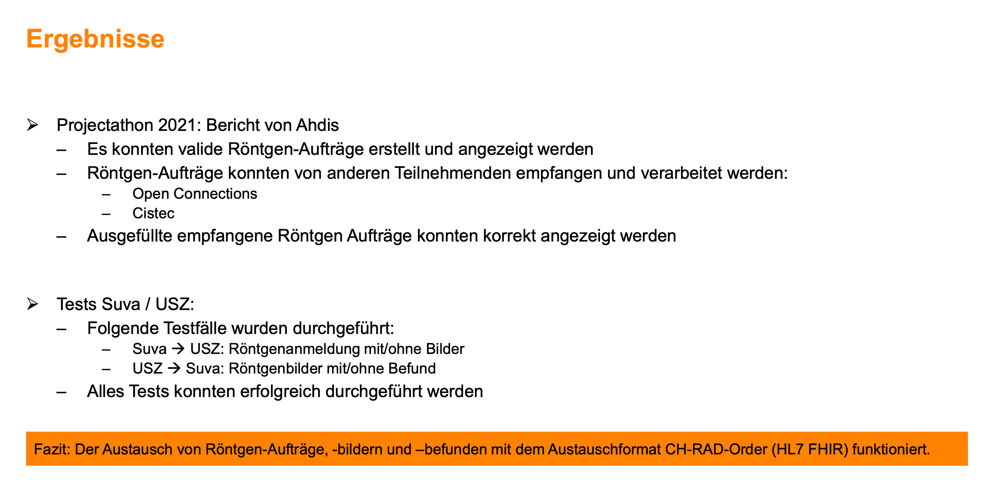 Ergebnisse
➢ Projectathon 2021: Bericht von Ahdis
– Es konnten valide Röntgen-Aufträge erstellt und angezeigt werden
– Röntgen-Aufträge konnten von anderen Teilnehmenden empfangen und verarbeitet werden:
– Open Connections
– Cistec
– Ausgefüllte empfangene Röntgen Aufträge konnten korrekt angezeigt werden
➢ Tests Suva / USZ:
– Folgende Testfälle wurden durchgeführt:
– Suva → USZ: Röntgenanmeldung mit/ohne Bilder
– USZ → Suva: Röntgenbilder mit/ohne Befund
– Alles Tests konnten erfolgreich durchgeführt werden
Fazit: Der Austausch von Röntgen-Aufträge, -bildern und –befunden mit dem Austauschformat CH-RAD-Order (HL7 FHIR) funktioniert.